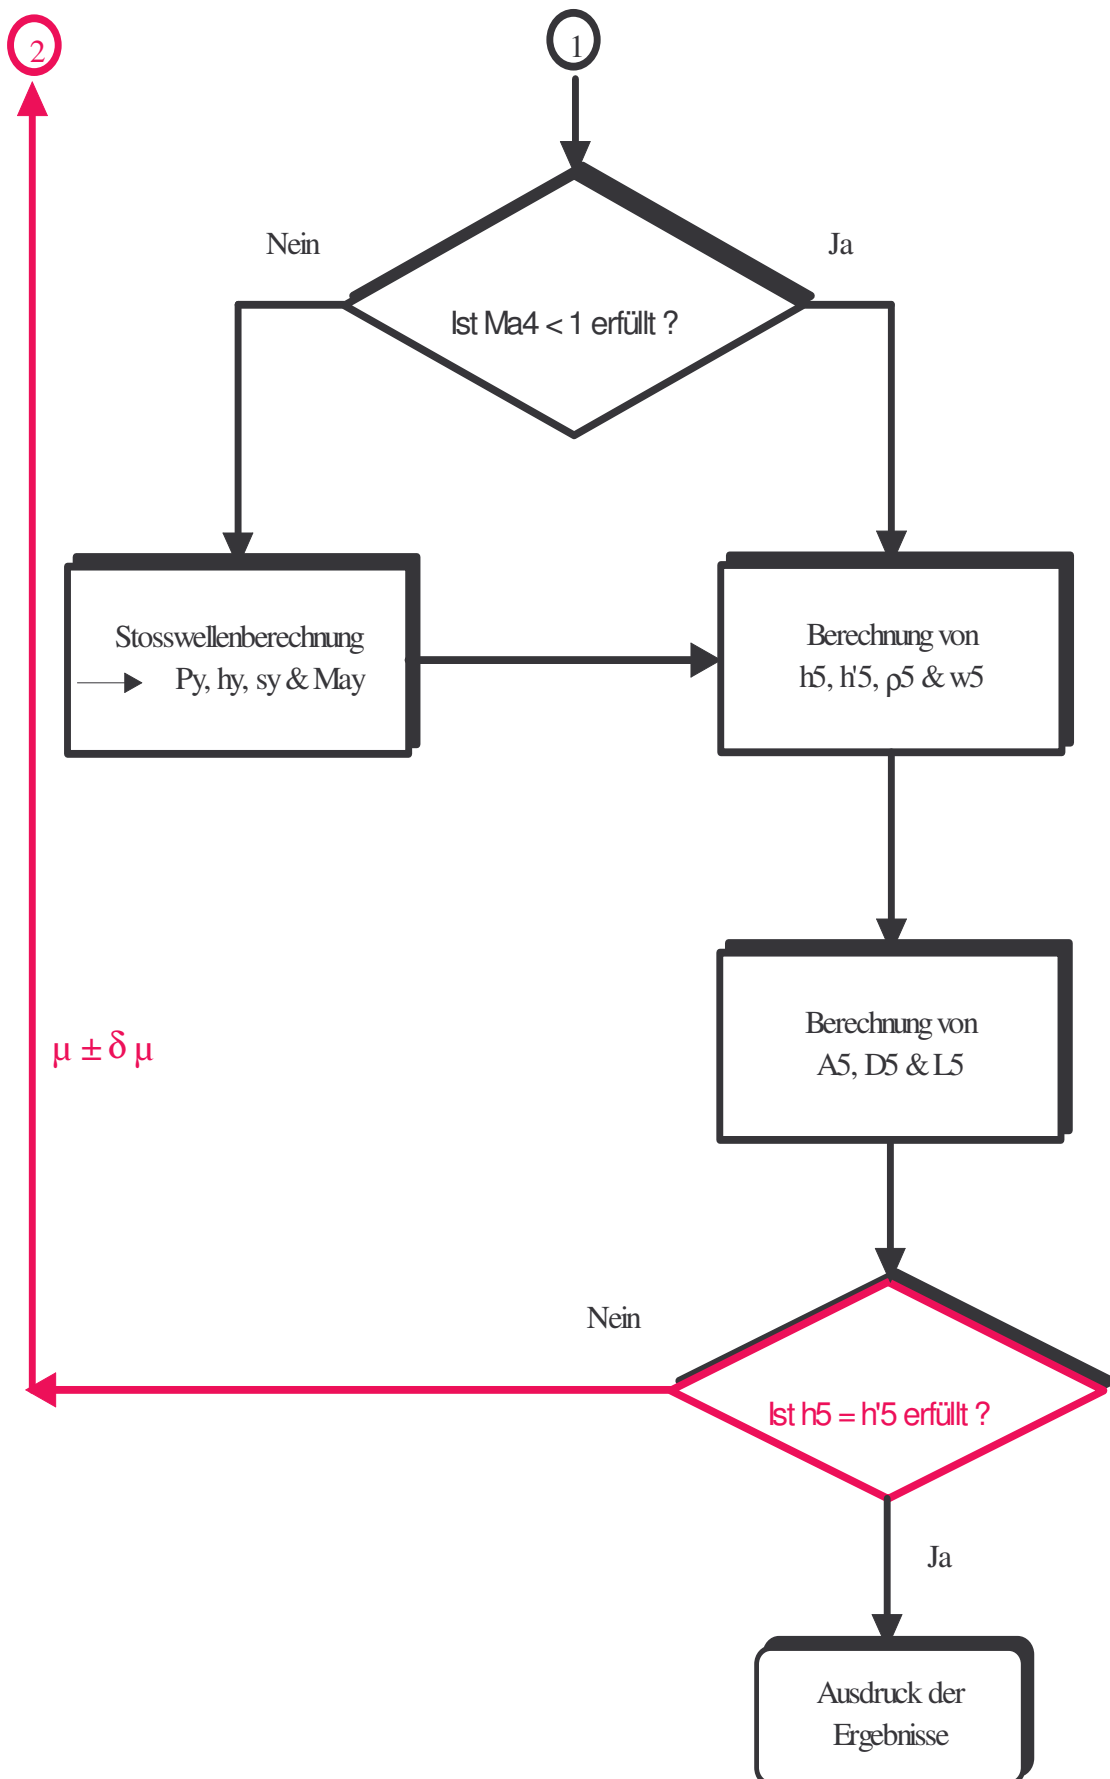 2
1
Nein
Ja
Ist Ma4 < 1 erfüllt ?
Stosswellenberechnung
Py, hy, sy & May
Berechnung von
h5, h'5, ρ5 & w5
μ ± δ μ
Berechnung von
A5, D5 & L5
Nein
Ist h5 = h'5 erfüllt ?
Ja
Ausdruck der
Ergebnisse